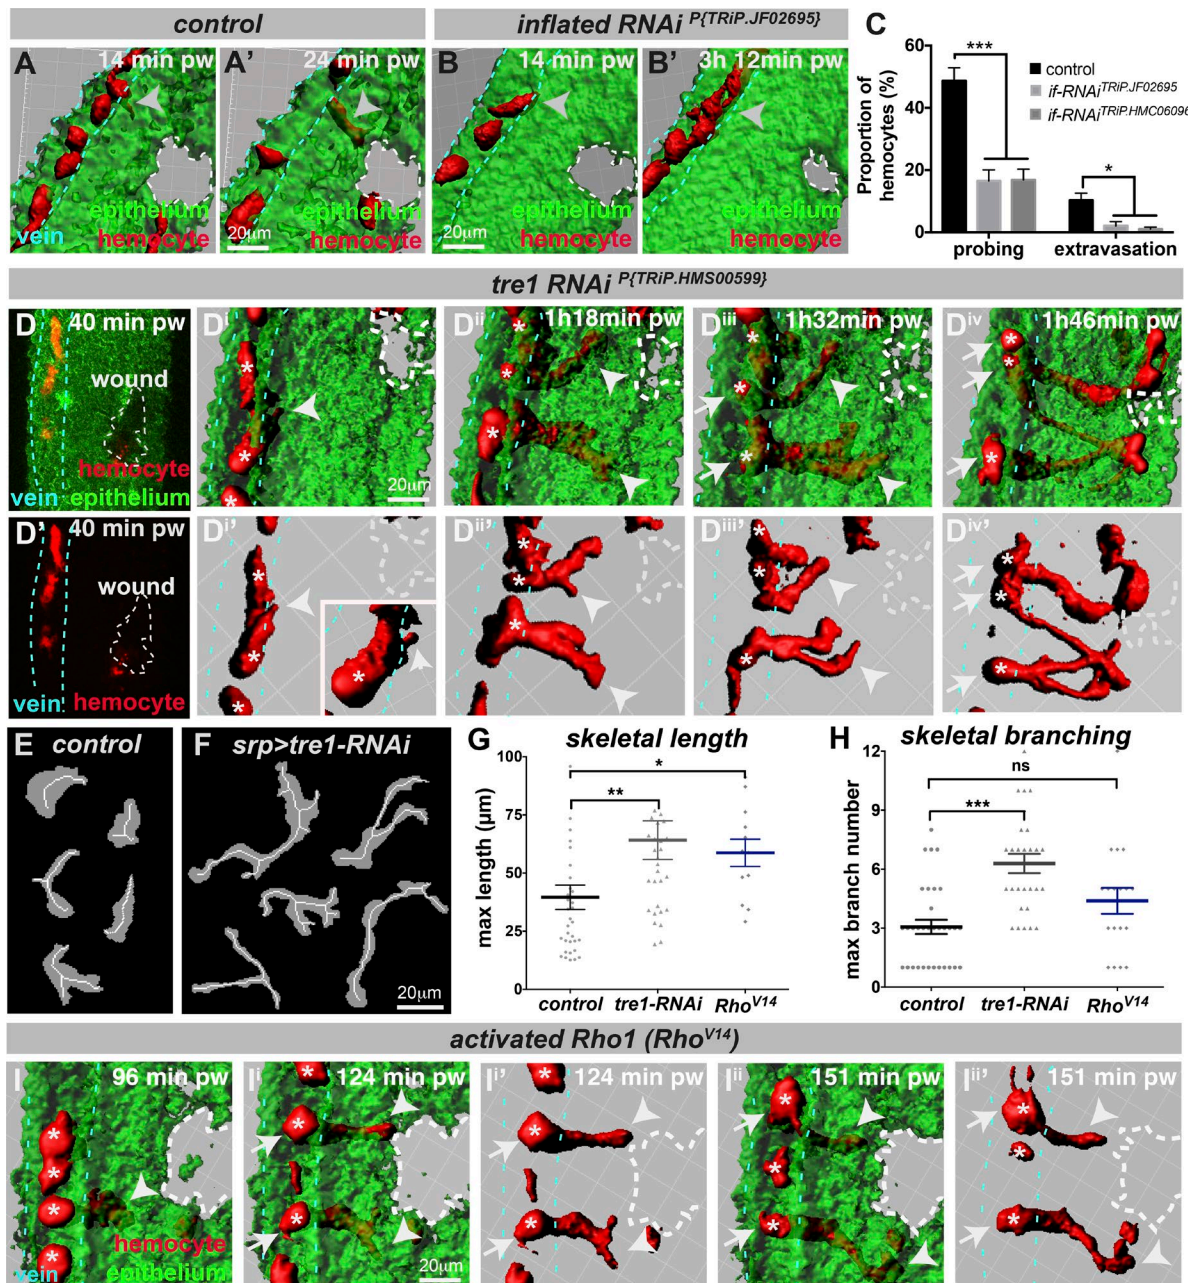 control
inflated RNAi P{TRiP.JF02695}
A 14 min pw
vein
A' 24 min pw
epithelium
hemocyte
20µm
B 14 min pw
20µm
B' 3h 12min pw
epithelium
hemocyte
C
Proportion of
hemocytes (%)
60
40
20
0
***
*
control
if-RNAi TRiP.JF02695
if-RNAi TRiP.HMC06096
probing
extravasation
tre1 RNAi P{TRiP.HMS00599}
D 40 min pw
wound
hemocyte
vein epithelium
Di
20µm
Dii 1h18min pw
Diii 1h32min pw
Div 1h46min pw
D' 40 min pw
wound
vein hemocyte
Di'
Dii'
Diii'
Div'
E control
F srp>tre1-RNAi
20µm
G skeletal length
max length (µm)
100
75
50
25
0
*
**
control tre1-RNAi RhoV14
H skeletal branching
max branch number
12
9
6
3
0
ns
***
control tre1-RNAi RhoV14
activated Rho1 (RhoV14)
I 96 min pw
hemocyte
vein epithelium
Ii 124 min pw
20µm
Ii' 124 min pw
Iii 151 min pw
Iii' 151 min pw